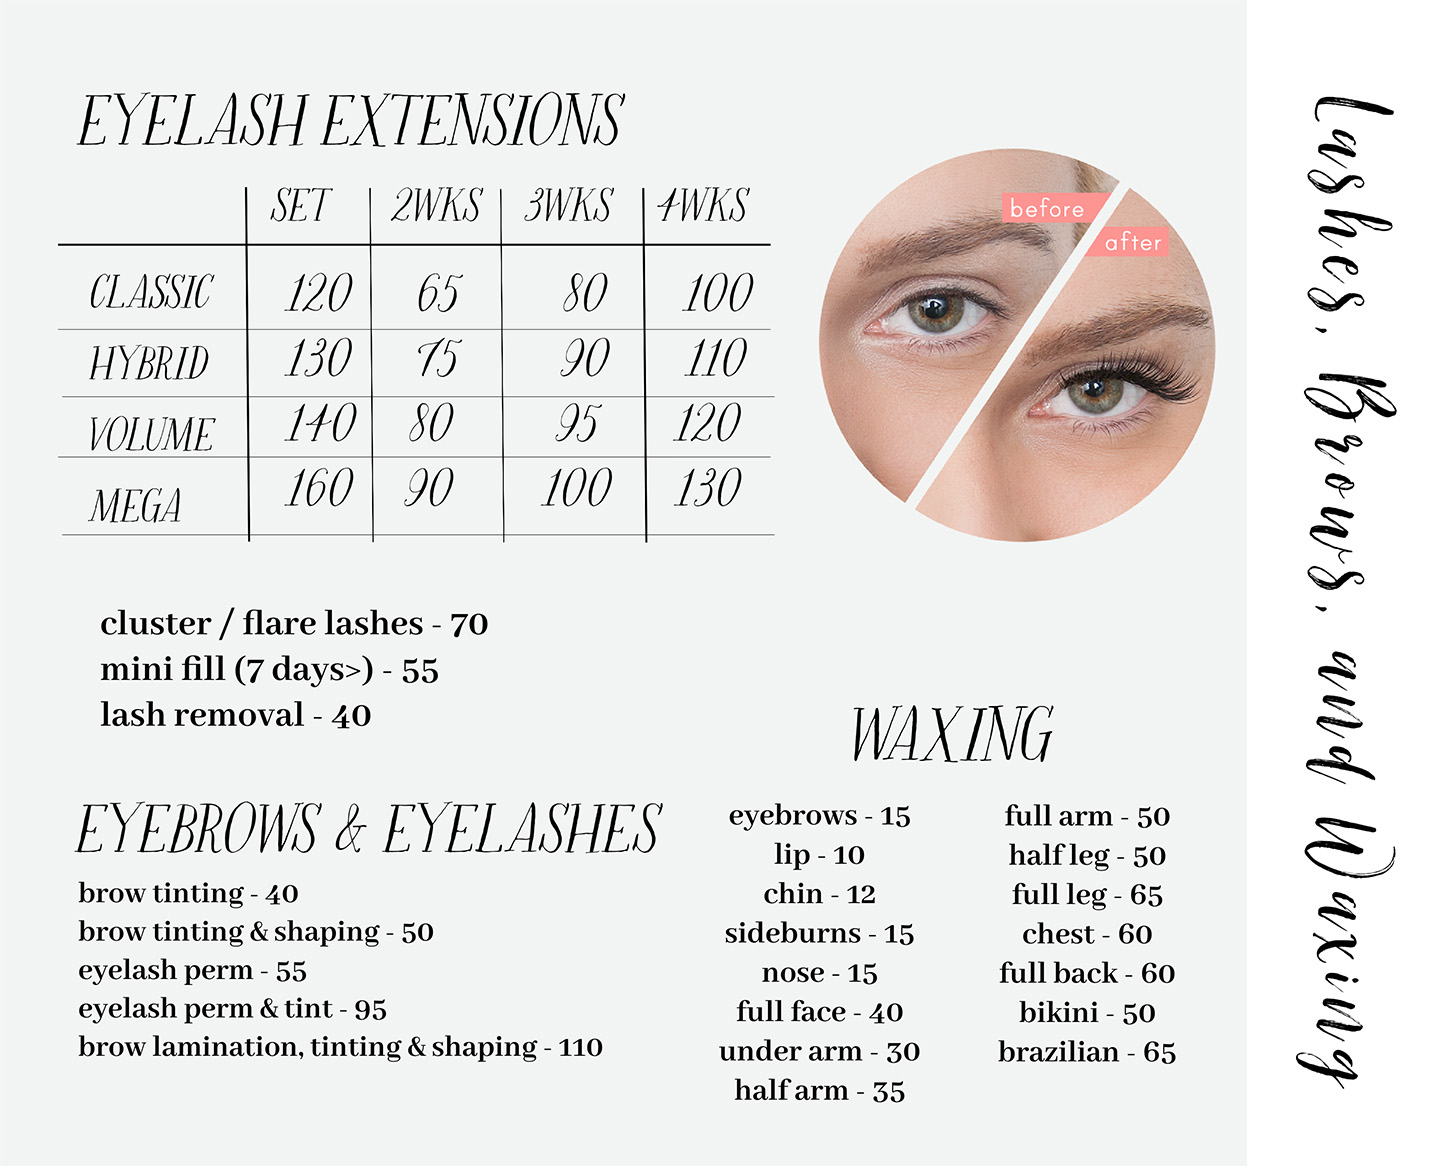 EYELASH EXTENSIONS
SET 2WKS 3WKS 4WKS
CLASSIC 120 65 80 100
HYBRID 130 75 90 110
VOLUME 140 80 95 120
MEGA 160 90 100 130
before
after
cluster / flare lashes - 70
mini fill (7 days>) - 55
lash removal - 40
EYEBROWS & EYELASHES
brow tinting - 40
brow tinting & shaping - 50
eyelash perm - 55
eyelash perm & tint - 95
brow lamination, tinting & shaping - 110
WAXING
eyebrows - 15
lip - 10
chin - 12
sideburns - 15
nose - 15
full face - 40
under arm - 30
half arm - 35
full arm - 50
half leg - 50
full leg - 65
chest - 60
full back - 60
bikini - 50
brazilian - 65
Lashes, Brows, and Waxing